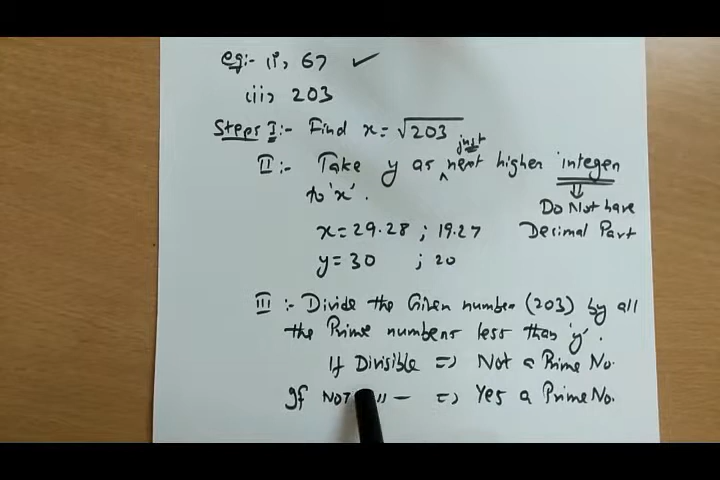 eg:- (i, 67 ✓
(ii, 203
Steps I:- Find x = √203
just
II:- Take y as ^ next higher integer
to 'x'.
Do Not have
Decimal Part
x = 29.28 ; 19.27
y = 30 ; 20
III :- Divide the Given number (203) by all
the Prime numbers less than 'y'.
If Divisible => Not a Prime No.
If NOT -"- => Yes a Prime No.